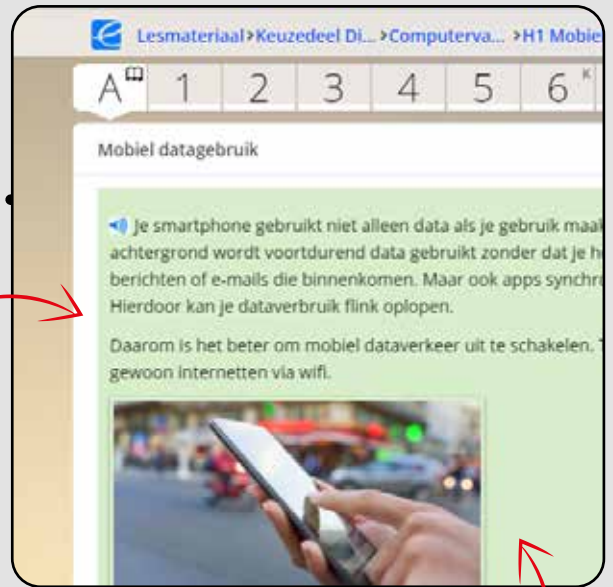 Lesmateriaal›Keuzedeel Di... ›Computerva... ›H1 Mobie
A 1 2 3 4 5 6 K
Mobiel datagebruik
Je smartphone gebruikt niet alleen data als je gebruik maak
achtergrond wordt voortdurend data gebruikt zonder dat je h
berichten of e-mails die binnenkomen. Maar ook apps synchr
Hierdoor kan je dataverbruik flink oplopen.
Daarom is het beter om mobiel dataverkeer uit te schakelen. T
gewoon internetten via wifi.